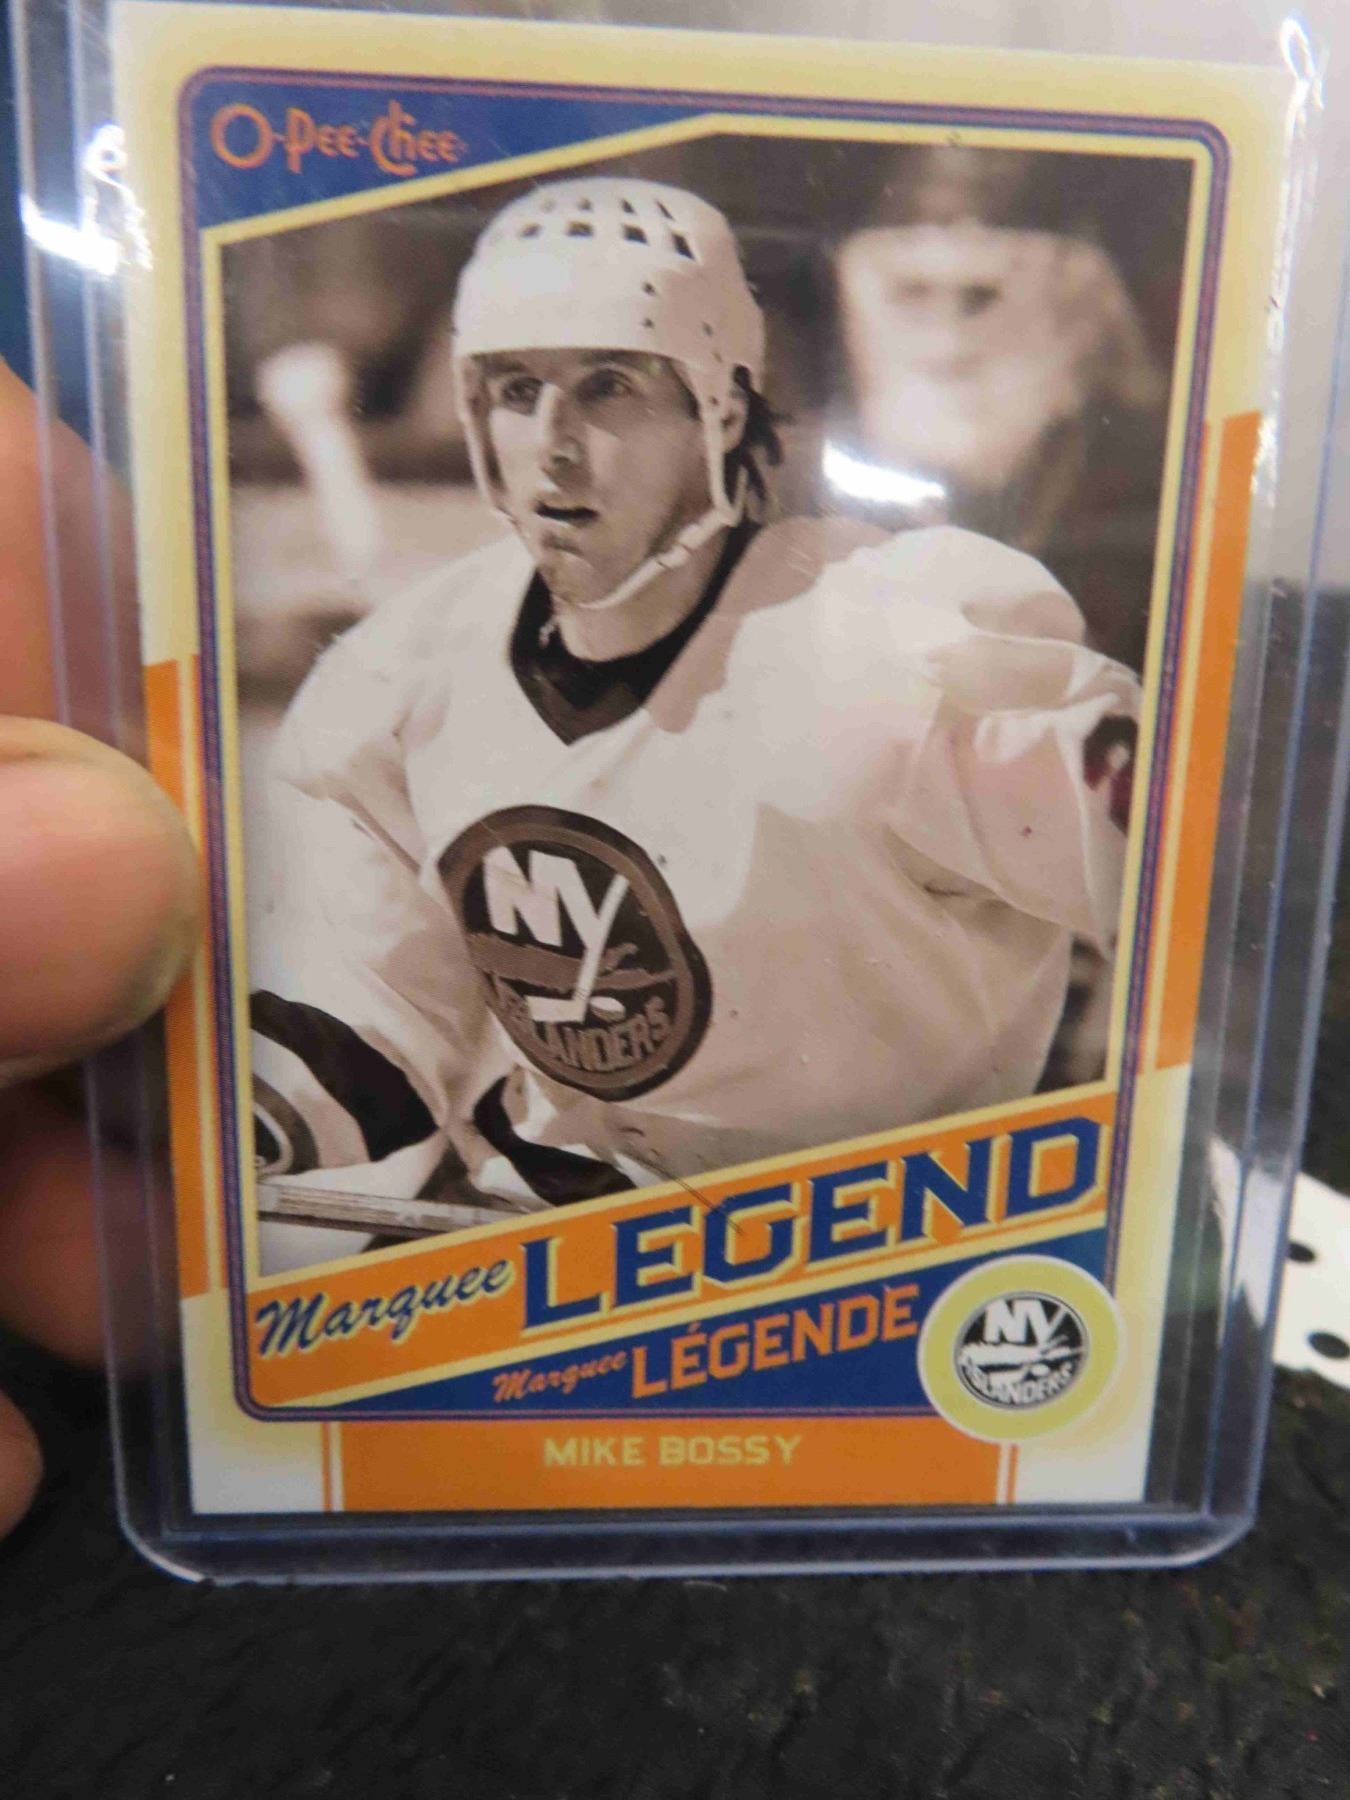 O-Pee-Chee
NY
ISLANDERS
Marquee LEGEND
Marquee LÉGENDE
NY
ISLANDERS
MIKE BOSSY